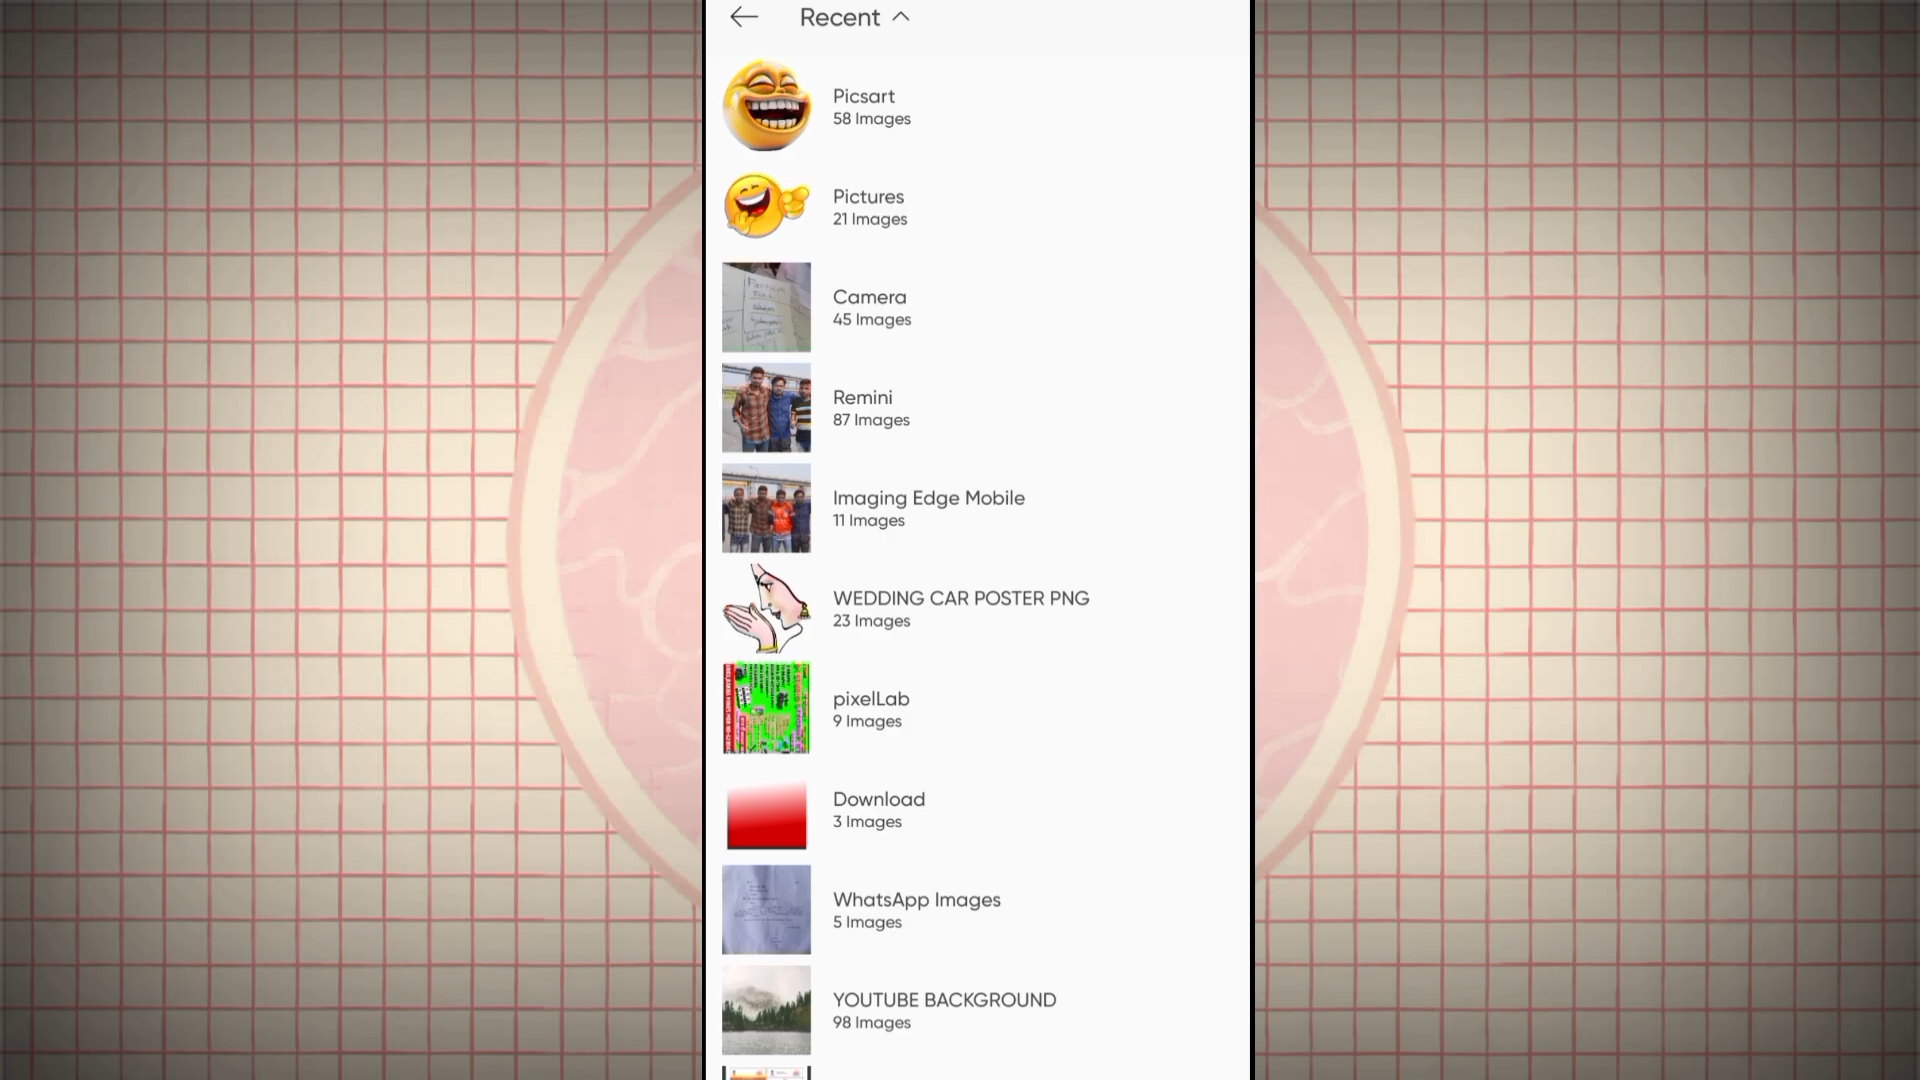 Recent
Picsart
58 Images
Pictures
21 Images
Camera
45 Images
Remini
87 Images
Imaging Edge Mobile
11 Images
WEDDING CAR POSTER PNG
23 Images
pixelLab
9 Images
Download
3 Images
WhatsApp Images
5 Images
YOUTUBE BACKGROUND
98 Images